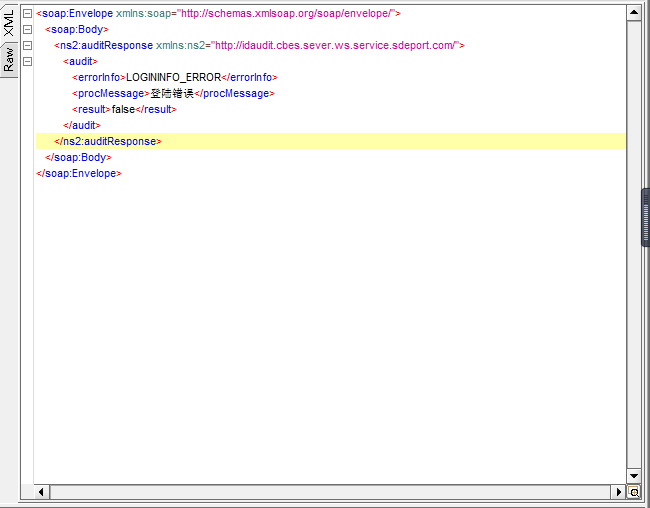 XML
Raw
<soap:Envelope xmlns:soap="http://schemas.xmlsoap.org/soap/envelope/">
<soap:Body>
<ns2:auditResponse xmlns:ns2="http://idaudit.cbes.sever.ws.service.sdeport.com/">
<audit>
<errorInfo>LOGININFO_ERROR</errorInfo>
<procMessage>登陆错误</procMessage>
<result>false</result>
</audit>
</ns2:auditResponse>
</soap:Body>
</soap:Envelope>